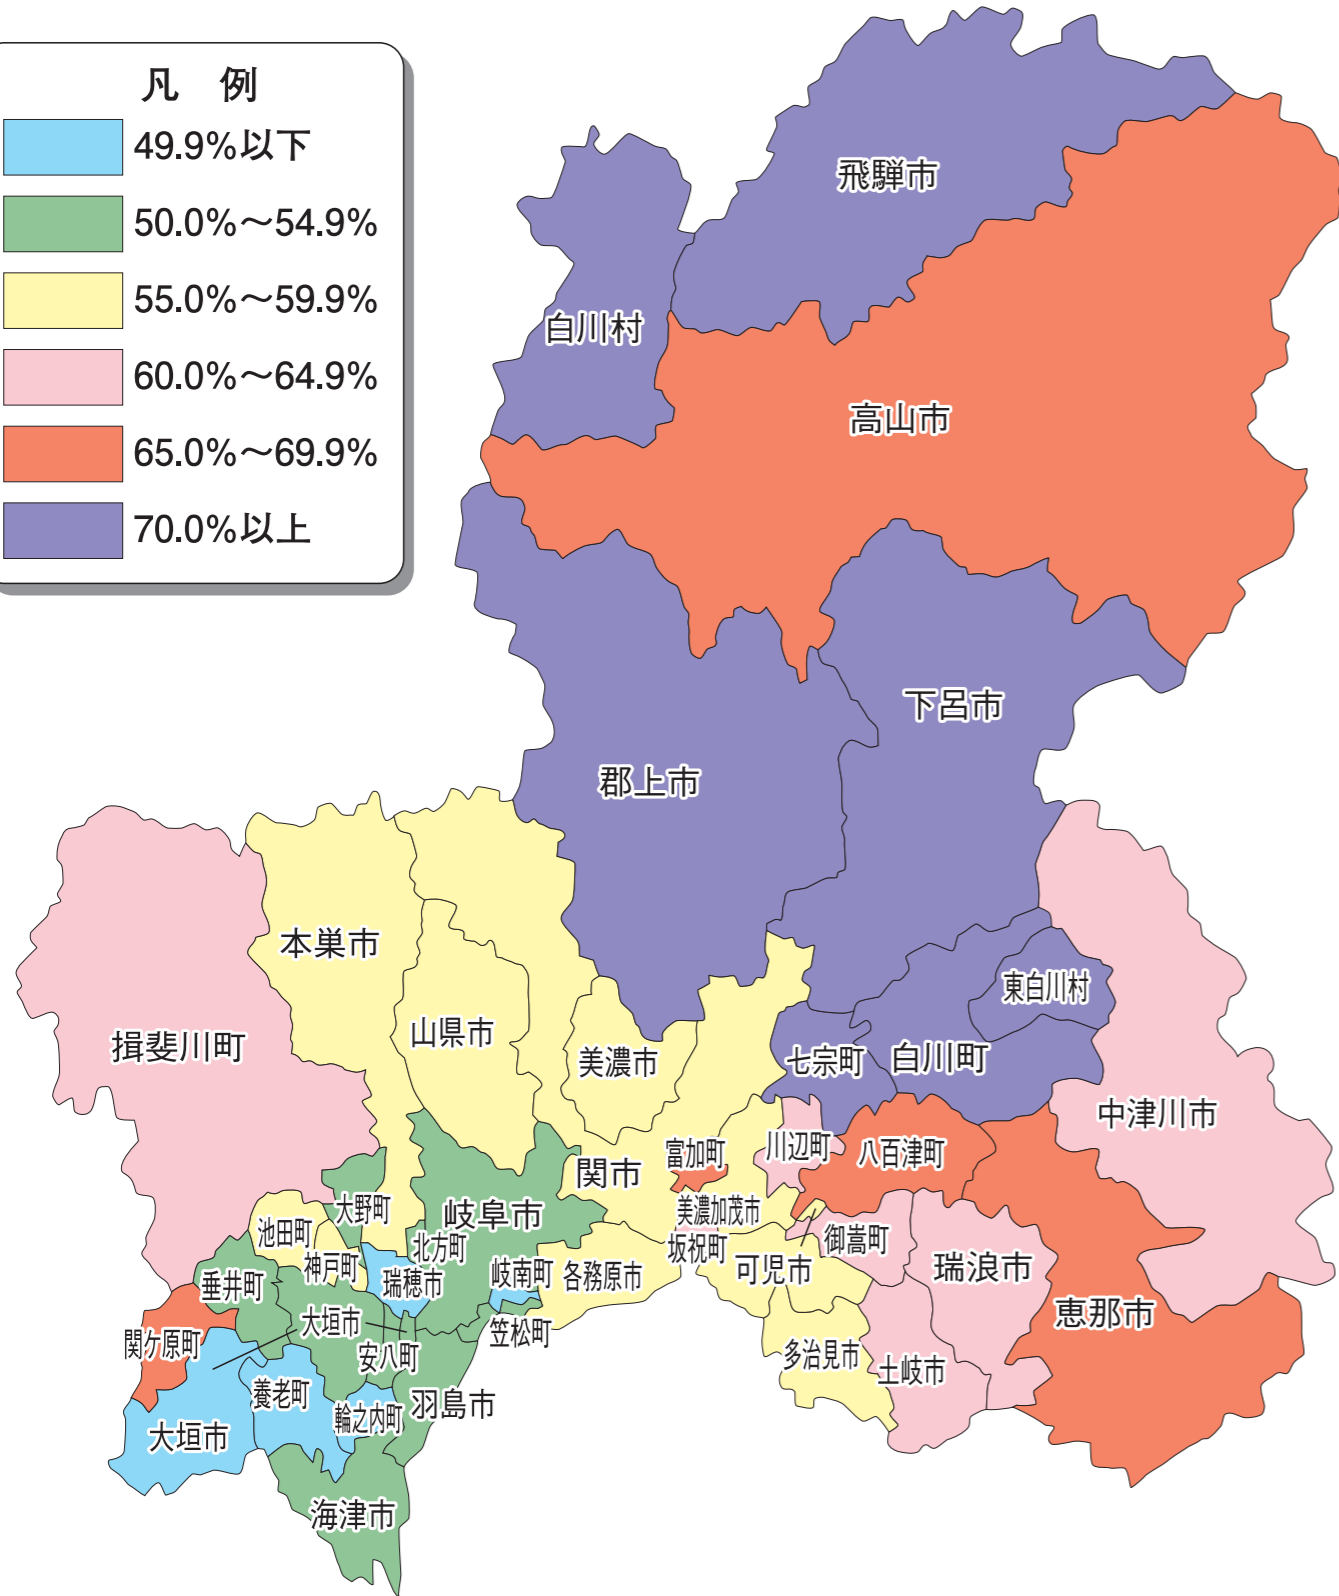 凡 例
49.9%以下
50.0%～54.9%
55.0%～59.9%
60.0%～64.9%
65.0%～69.9%
70.0%以上
飛騨市
白川村
高山市
下呂市
郡上市
本巣市
東白川村
揖斐川町
山県市
美濃市
七宗町
白川町
中津川市
富加町
川辺町
八百津町
関市
大野町
岐阜市
美濃加茂市
池田町
北方町
坂祝町
御嵩町
神戸町
瑞穂市
岐南町
各務原市
可児市
瑞浪市
垂井町
大垣市
笠松町
恵那市
関ケ原町
安八町
多治見市
土岐市
養老町
輪之内町
羽島市
大垣市
海津市